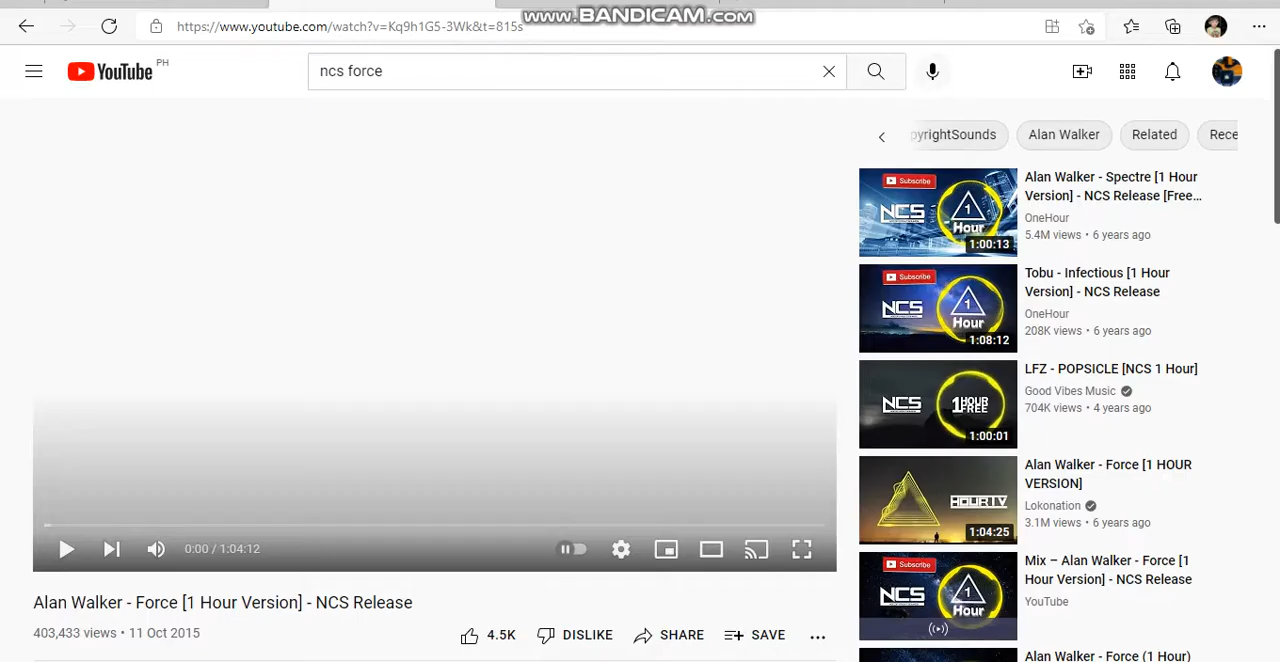 www.BANDICAM.com
https://www.youtube.com/watch?v=Kq9h1G5-3Wk&t=815s
YouTube PH
ncs force
pyrightSounds
Alan Walker
Related
Rece
Subscribe
NCS
1
Hour
1:00:13
Alan Walker - Spectre [1 Hour
Version] - NCS Release [Free...
OneHour
5.4M views • 6 years ago
Subscribe
NCS
1
Hour
1:08:12
Tobu - Infectious [1 Hour
Version] - NCS Release
OneHour
208K views • 6 years ago
NCS
1HOUR
FREE
1:00:01
LFZ - POPSICLE [NCS 1 Hour]
Good Vibes Music
704K views • 4 years ago
HOURTV
1:04:25
Alan Walker - Force [1 HOUR
VERSION]
Lokonation
3.1M views • 6 years ago
Subscribe
NCS
1
Hour
Mix – Alan Walker - Force [1
Hour Version] - NCS Release
YouTube
Alan Walker - Force (1 Hour)
0:00 / 1:04:12
Alan Walker - Force [1 Hour Version] - NCS Release
403,433 views • 11 Oct 2015
4.5K
DISLIKE
SHARE
SAVE